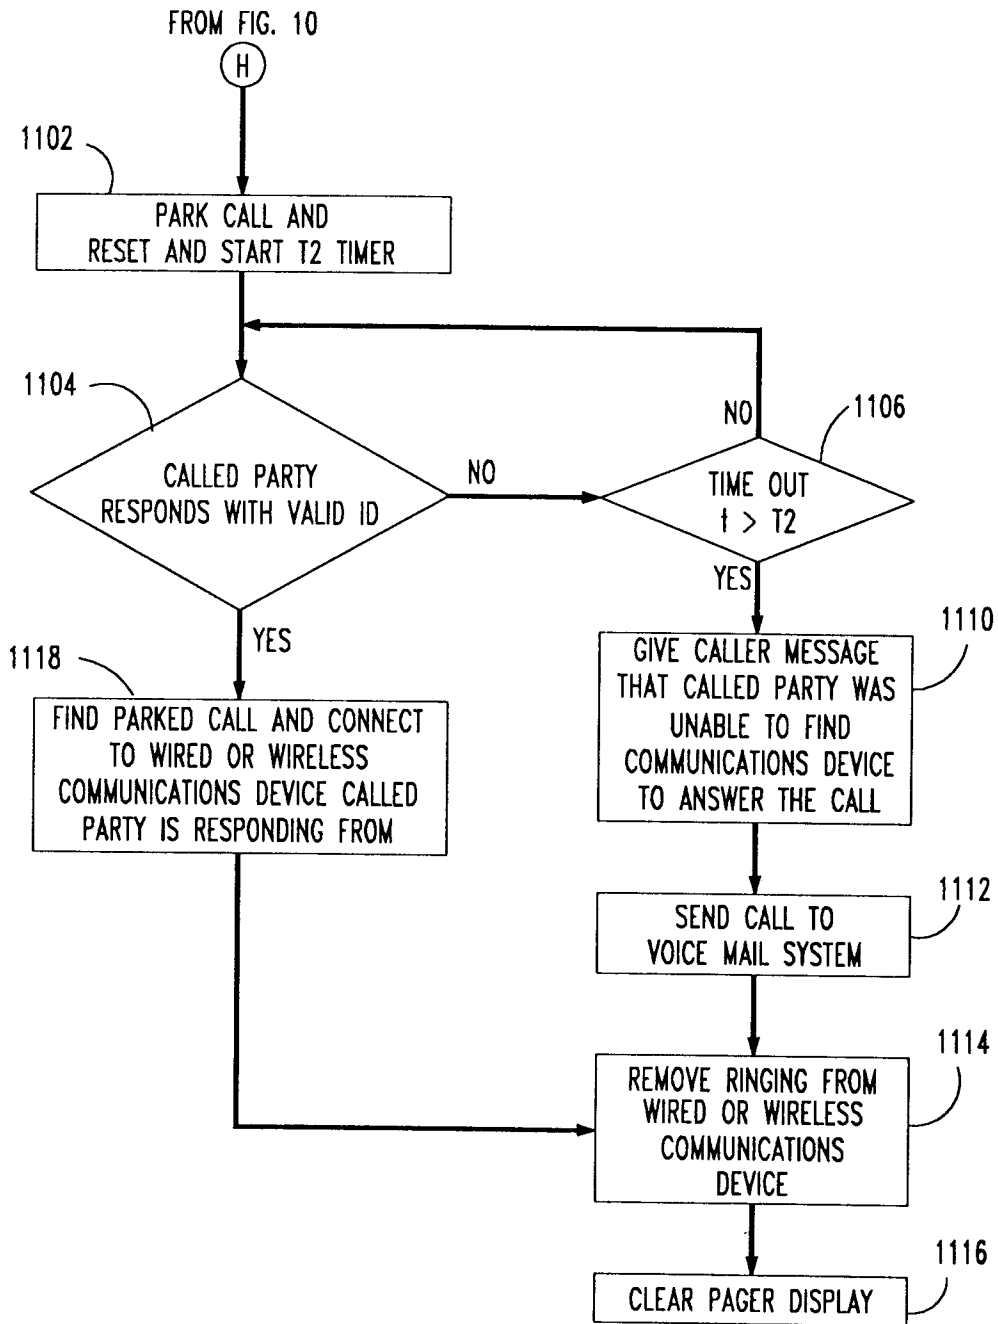 FROM FIG. 10
H
1102
PARK CALL AND
RESET AND START T2 TIMER
1104
CALLED PARTY
RESPONDS WITH VALID ID
NO
NO
1106
TIME OUT
t > T2
YES
YES
1118
FIND PARKED CALL AND CONNECT
TO WIRED OR WIRELESS
COMMUNICATIONS DEVICE CALLED
PARTY IS RESPONDING FROM
1110
GIVE CALLER MESSAGE
THAT CALLED PARTY WAS
UNABLE TO FIND
COMMUNICATIONS DEVICE
TO ANSWER THE CALL
1112
SEND CALL TO
VOICE MAIL SYSTEM
1114
REMOVE RINGING FROM
WIRED OR WIRELESS
COMMUNICATIONS
DEVICE
1116
CLEAR PAGER DISPLAY